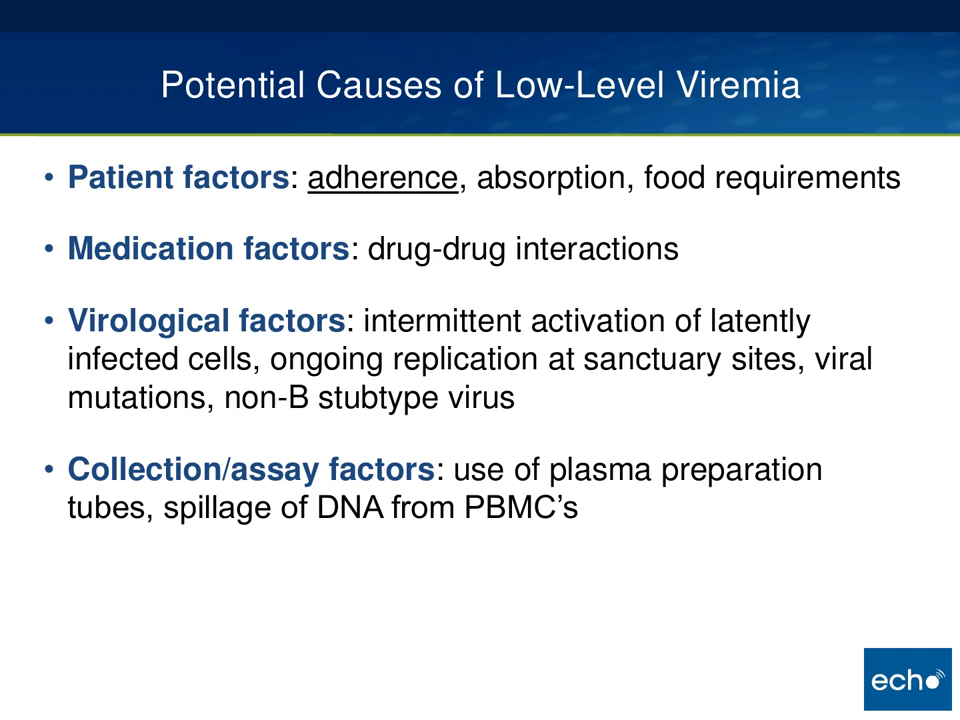 Potential Causes of Low-Level Viremia
• Patient factors: adherence, absorption, food requirements
• Medication factors: drug-drug interactions
• Virological factors: intermittent activation of latently
infected cells, ongoing replication at sanctuary sites, viral
mutations, non-B stubtype virus
• Collection/assay factors: use of plasma preparation
tubes, spillage of DNA from PBMC’s
echo